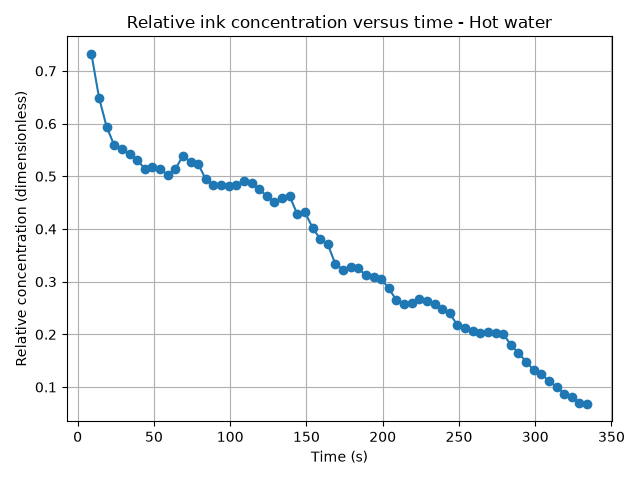 Relative ink concentration versus time - Hot water
Relative concentration (dimensionless)
0.7
0.6
0.5
0.4
0.3
0.2
0.1
0 50 100 150 200 250 300 350
Time (s)